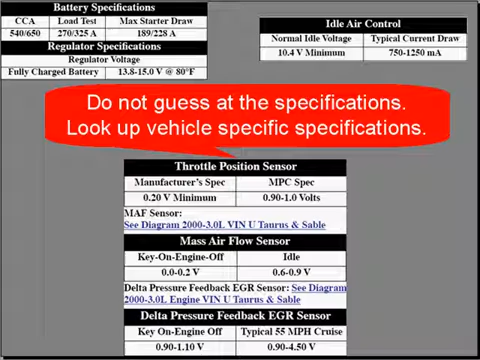 Battery Specifications
CCA Load Test Max Starter Draw
540/650 270/325 A 189/228 A
Regulator Specifications
Regulator Voltage
Fully Charged Battery 13.8-15.0 V @ 80°F
Idle Air Control
Normal Idle Voltage Typical Current Draw
10.4 V Minimum 750-1250 mA
Do not guess at the specifications.
Look up vehicle specific specifications.
Throttle Position Sensor
Manufacturer's Spec MPC Spec
0.20 V Minimum 0.90-1.0 Volts
MAF Sensor:
See Diagram 2000-3.0L VIN U Taurus & Sable
Mass Air Flow Sensor
Key-On-Engine-Off Idle
0.0-0.2 V 0.6-0.9 V
Delta Pressure Feedback EGR Sensor: See Diagram
2000-3.0L Engine VIN U Taurus & Sable
Delta Pressure Feedback EGR Sensor
Key On Engine Off Typical 55 MPH Cruise
0.90-1.10 V 0.90-4.50 V